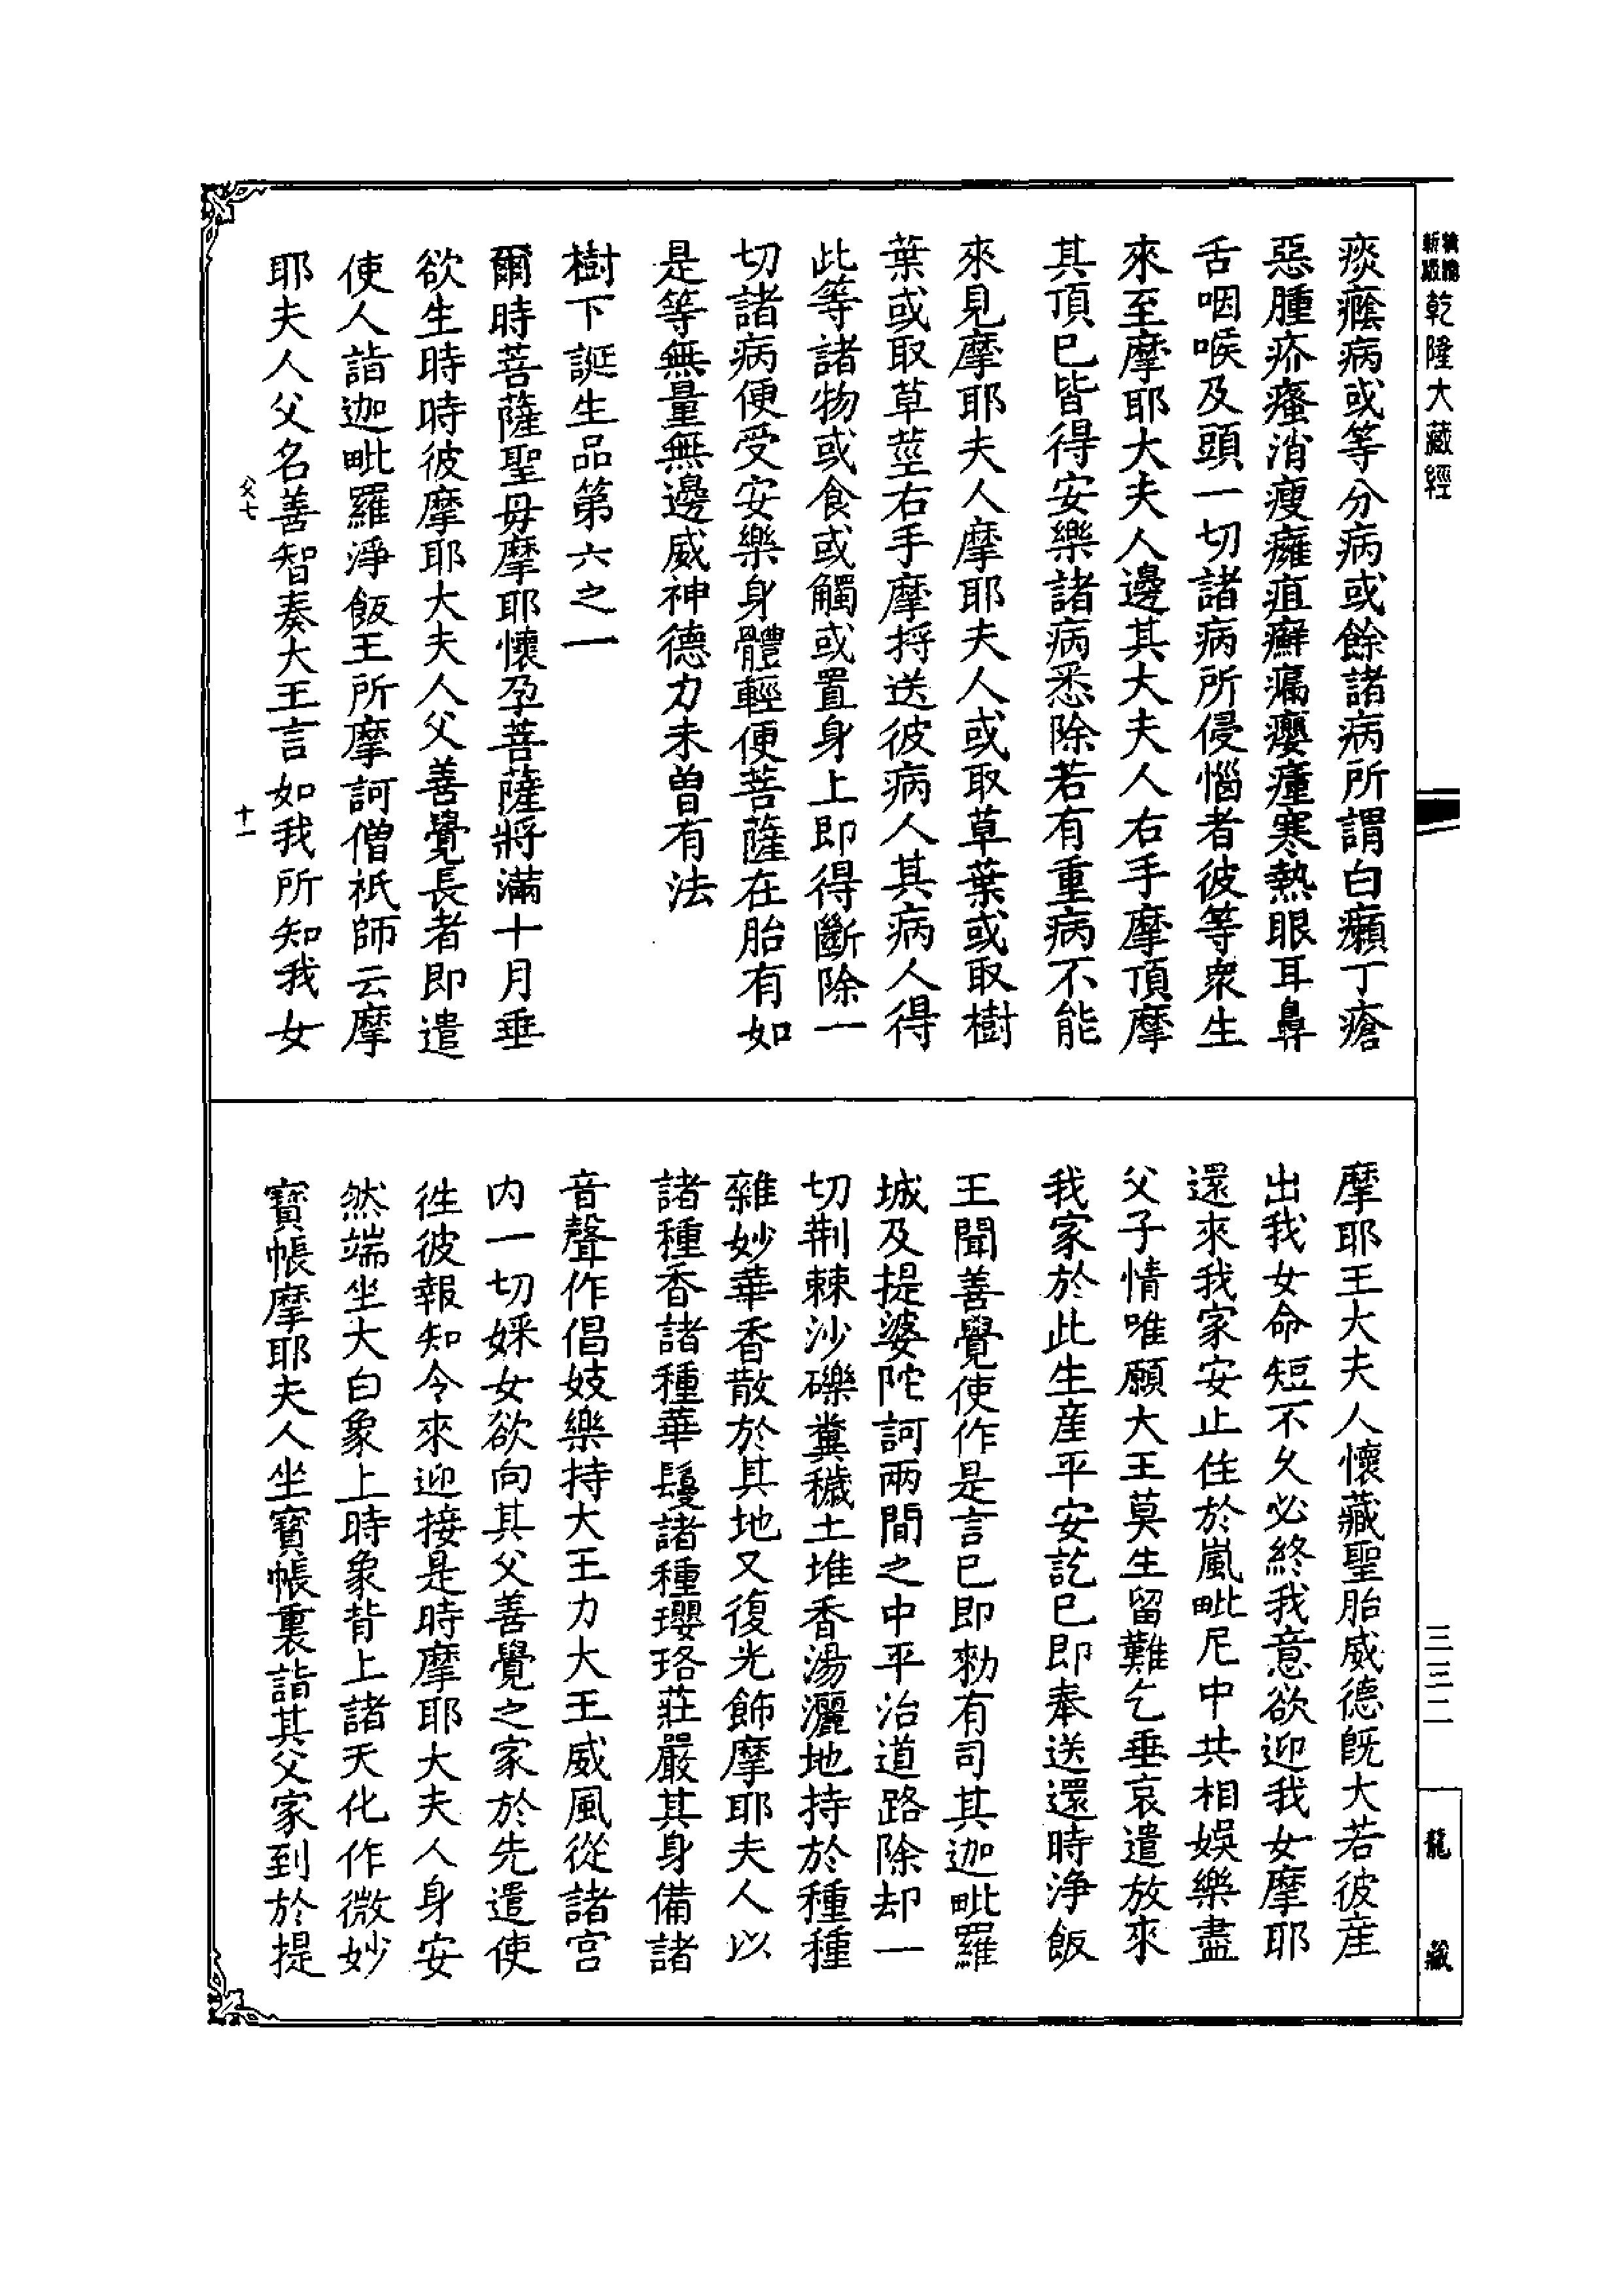 乾隆大藏經
三三二
龍藏
痰癊病或等分病或餘諸病所謂白癩丁瘡
惡腫疥瘙消瘦癰疽癬瘑癭瘇寒熱眼耳鼻
舌咽喉及頭一切諸病所侵惱者彼等衆生
來至摩耶大夫人邊其大夫人右手摩頂摩
其頂已皆得安樂諸病悉除若有重病不能
來見摩耶夫人摩耶夫人或取草葉或取樹
葉或取草莖右手摩捋送彼病人其病人得
此等諸物或食或觸或置身上即得斷除一
切諸病便受安樂身體輕便菩薩在胎有如
是等無量無邊威神德力未曾有法
樹下誕生品第六之一
爾時菩薩聖母摩耶懷孕菩薩將滿十月垂
欲生時時彼摩耶大夫人父善覺長者即遣
使人詣迦毗羅淨飯王所摩訶僧祇師云摩
耶夫人父名善智奏大王言如我所知我女
父七
十一
摩耶王大夫人懷藏聖胎威德旣大若彼産
出我女命短不久必終我意欲迎我女摩耶
還來我家安止住於嵐毗尼中共相娛樂盡
父子情唯願大王莫生留難乞垂哀遣放來
我家於此生産平安訖已即奉送還時淨飯
王聞善覺使作是言已即勑有司其迦毗羅
城及提婆陀訶兩間之中平治道路除却一
切荆棘沙礫糞穢土堆香湯灑地持於種種
雜妙華香散於其地又復光飾摩耶夫人以
諸種香諸種華鬘諸種瓔珞莊嚴其身備諸
音聲作倡妓樂持大王力大王威風從諸宮
内一切婇女欲向其父善覺之家於先遣使
徃彼報知令來迎接是時摩耶大夫人身安
然端坐大白象上時象背上諸天化作微妙
寳帳摩耶夫人坐寳帳裏詣其父家到於提